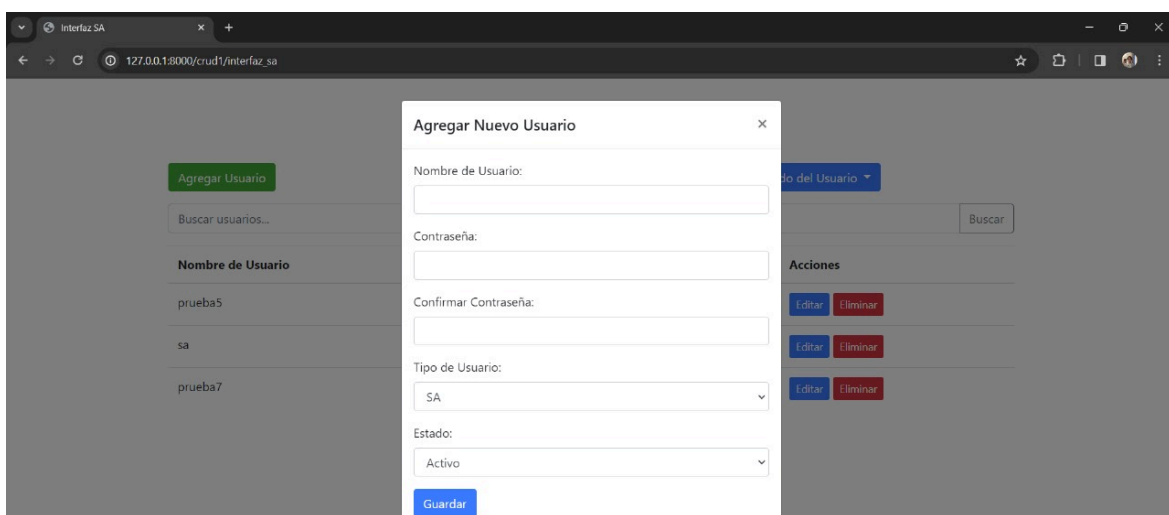 Interfaz SA
127.0.0.1:8000/crud1/interfaz_sa
Agregar Nuevo Usuario
Agregar Usuario
del Usuario
Nombre de Usuario:
Buscar usuarios...
Buscar
Contraseña:
Nombre de Usuario
Acciones
Confirmar Contraseña:
prueba5
Editar Eliminar
sa
Editar Eliminar
Tipo de Usuario:
SA
prueba7
Editar Eliminar
Estado:
Activo
Guardar